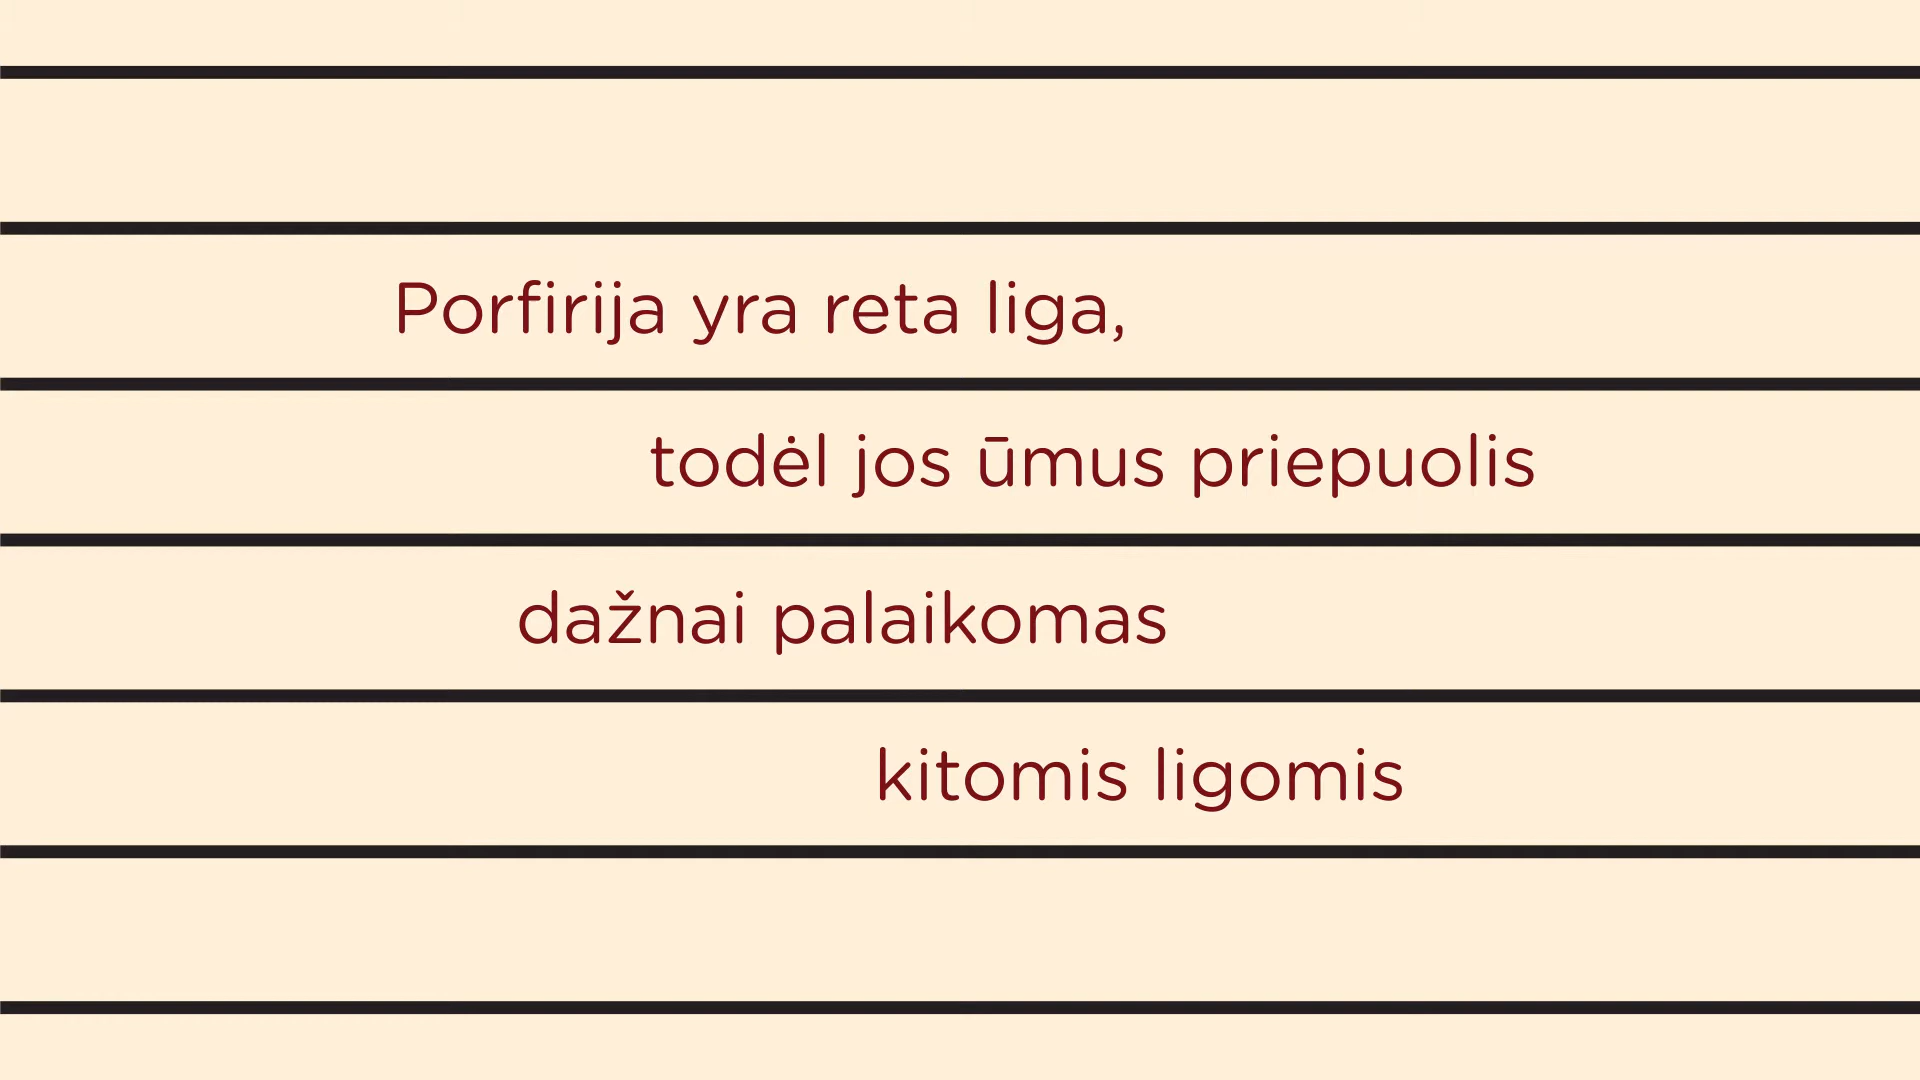 Porfirija yra reta liga,
todėl jos ūmus priepuolis
dažnai palaikomas
kitomis ligomis